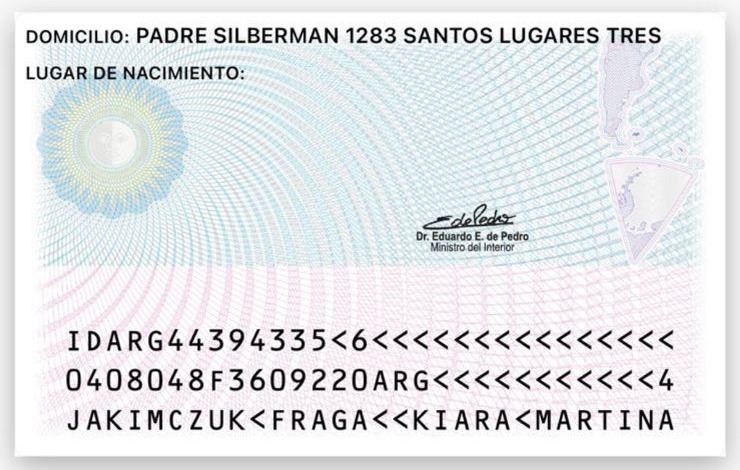 DOMICILIO: PADRE SILBERMAN 1283 SANTOS LUGARES TRES
LUGAR DE NACIMIENTO:
EdePedro
Dr. Eduardo E. de Pedro
Ministro del Interior
IDARG44394335<6<<<<<<<<<<<<<<<
0408048F3609220ARG<<<<<<<<<<<4
JAKIMCZUK<FRAGA<<KIARA<MARTINA